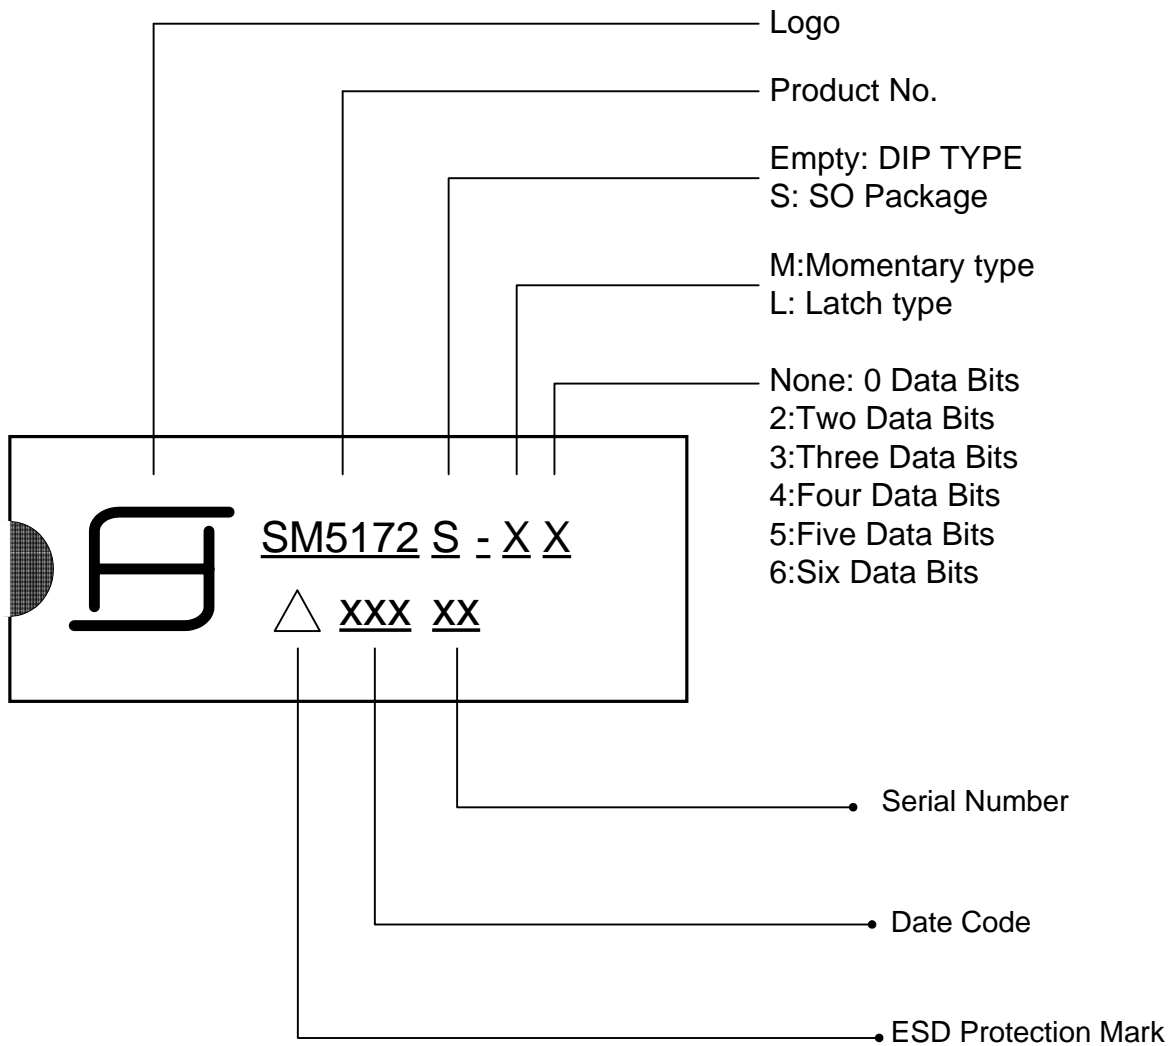 Logo
Product No.
Empty: DIP TYPE
S: SO Package
M:Momentary type
L: Latch type
None: 0 Data Bits
2:Two Data Bits
3:Three Data Bits
4:Four Data Bits
5:Five Data Bits
6:Six Data Bits
SM5172 S - X X
xxx xx
Serial Number
Date Code
ESD Protection Mark